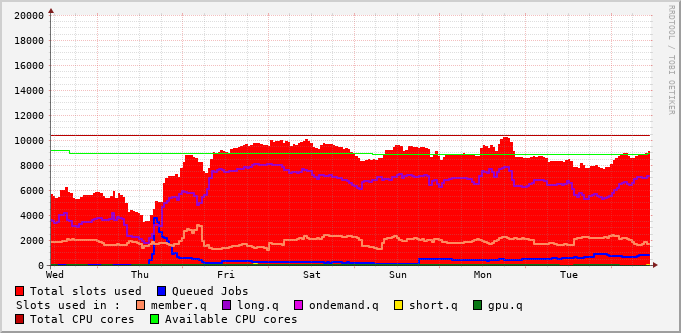 20000
18000
16000
14000
12000
10000
8000
6000
4000
2000
0
Wed Thu Fri Sat Sun Mon Tue
Total slots used Queued Jobs
Slots used in : member.q long.q ondemand.q short.q gpu.q
Total CPU cores Available CPU cores
RRDTOOL / TOBI OETIKER